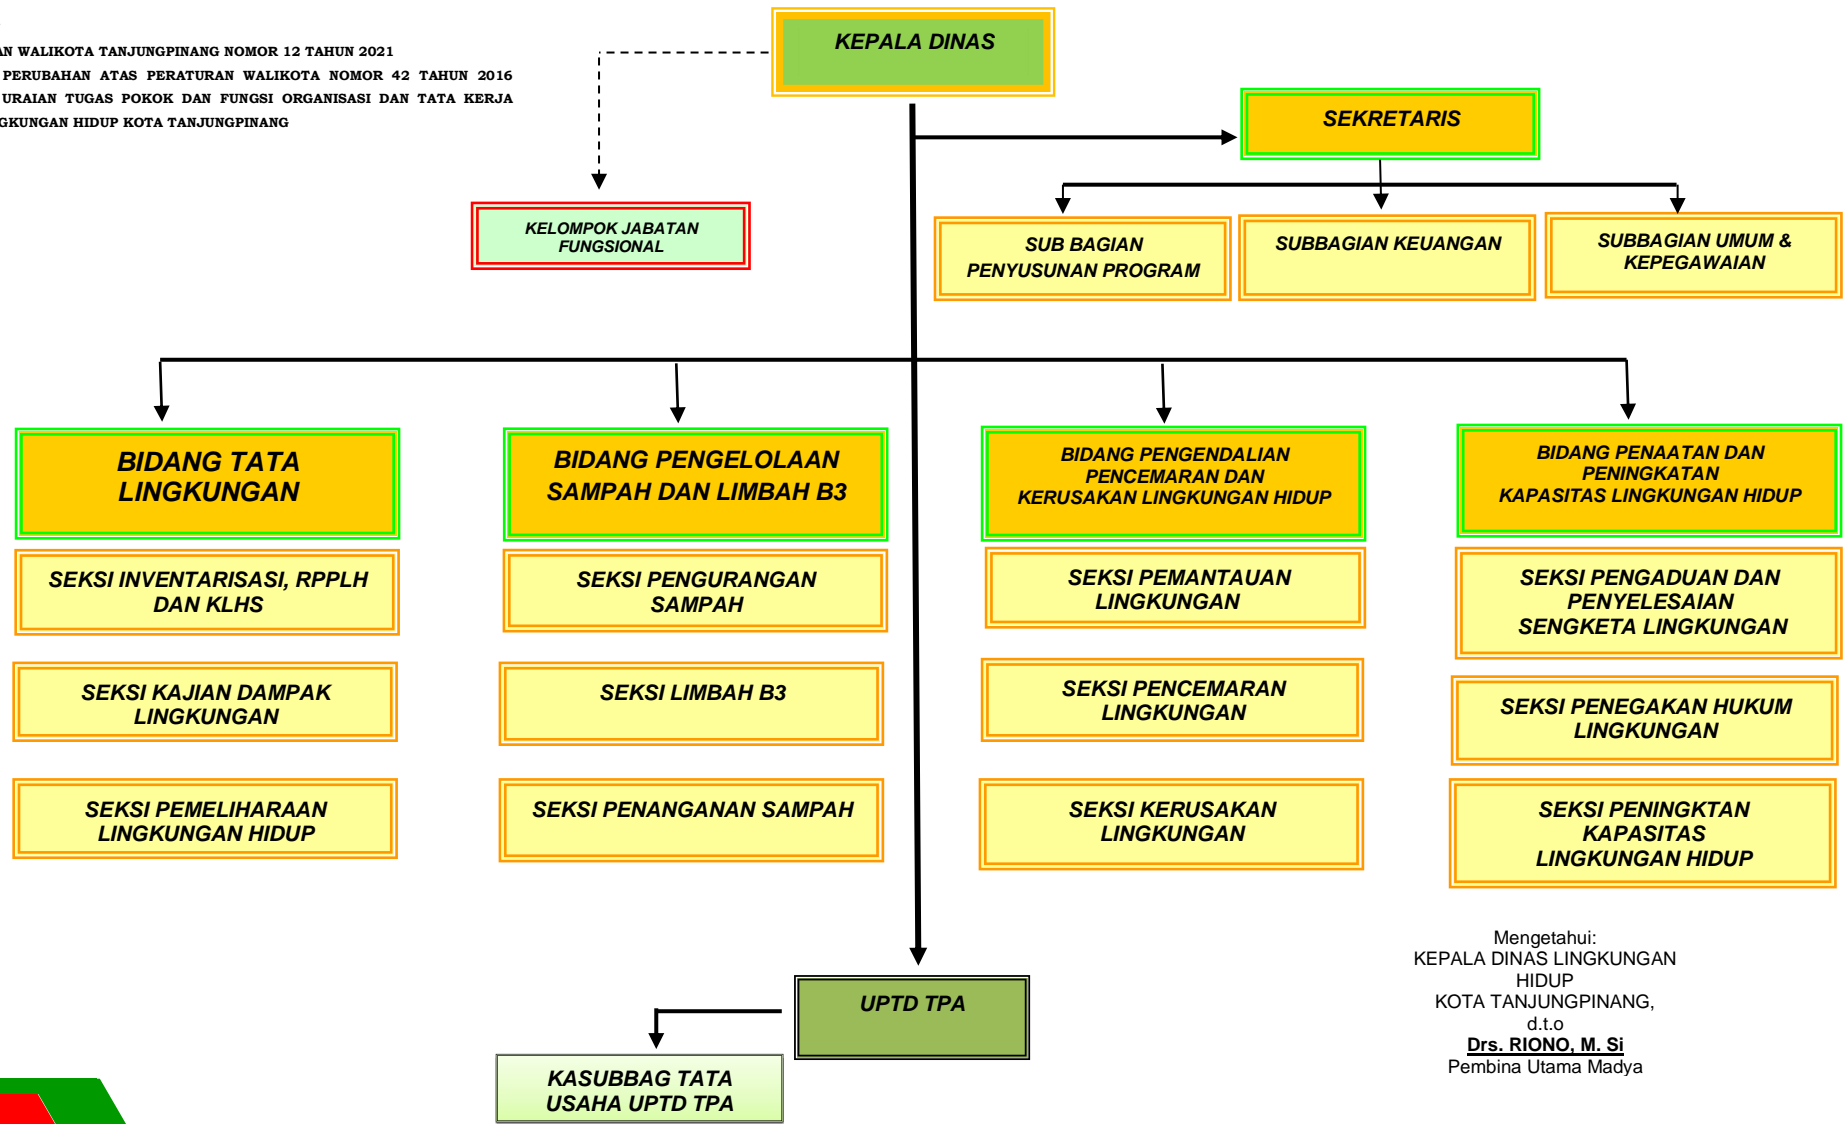 WALIKOTA TANJUNGPINANG NOMOR 12 TAHUN 2021
PERUBAHAN ATAS PERATURAN WALIKOTA NOMOR 42 TAHUN 2016
URAIAN TUGAS POKOK DAN FUNGSI ORGANISASI DAN TATA KERJA
HIDUP KOTA TANJUNGPINANG
KEPALA DINAS
SEKRETARIS
KELOMPOK JABATAN
FUNGSIONAL
SUB BAGIAN
PENYUSUNAN PROGRAM
SUBBAGIAN KEUANGAN
SUBBAGIAN UMUM &
KEPEGAWAIAN
BIDANG TATA
LINGKUNGAN
BIDANG PENGELOLAAN
SAMPAH DAN LIMBAH B3
BIDANG PENGENDALIAN
PENCEMARAN DAN
KERUSAKAN LINGKUNGAN HIDUP
BIDANG PENAATAN DAN
PENINGKATAN
KAPASITAS LINGKUNGAN HIDUP
SEKSI INVENTARISASI, RPPLH
DAN KLHS
SEKSI PENGURANGAN
SAMPAH
SEKSI PEMANTAUAN
LINGKUNGAN
SEKSI PENGADUAN DAN
PENYELESAIAN
SENGKETA LINGKUNGAN
SEKSI KAJIAN DAMPAK
LINGKUNGAN
SEKSI LIMBAH B3
SEKSI PENCEMARAN
LINGKUNGAN
SEKSI PENEGAKAN HUKUM
LINGKUNGAN
SEKSI PEMELIHARAAN
LINGKUNGAN HIDUP
SEKSI PENANGANAN SAMPAH
SEKSI KERUSAKAN
LINGKUNGAN
SEKSI PENINGKTAN
KAPASITAS
LINGKUNGAN HIDUP
UPTD TPA
KASUBBAG TATA
USAHA UPTD TPA
Mengetahui:
KEPALA DINAS LINGKUNGAN
HIDUP
KOTA TANJUNGPINANG,
d.t.o
Drs. RIONO, M. Si
Pembina Utama Madya